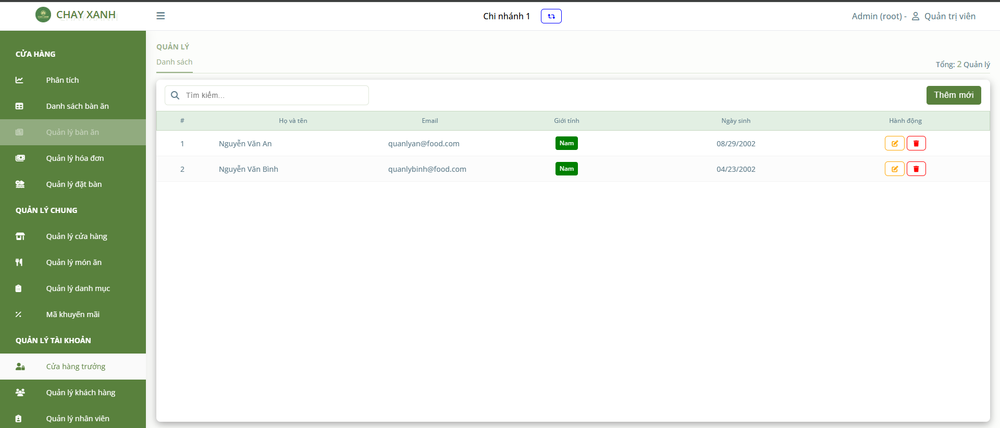 CHAY XANH
Chi nhánh 1
Admin (root) - Quản trị viên
CỬA HÀNG
Phân tích
Danh sách bàn ăn
Quản lý bàn ăn
Quản lý hóa đơn
Quản lý đặt bàn
QUẢN LÝ CHUNG
Quản lý cửa hàng
Quản lý món ăn
Quản lý danh mục
Mã khuyến mãi
QUẢN LÝ TÀI KHOẢN
Cửa hàng trưởng
Quản lý khách hàng
Quản lý nhân viên
QUẢN LÝ
Danh sách
Tổng: 2 Quản lý
Tìm kiếm...
Thêm mới
# Họ và tên Email Giới tính Ngày sinh Hành động
1 Nguyễn Văn An quanlyan@food.com Nam 08/29/2002
2 Nguyễn Văn Bình quanlybinh@food.com Nam 04/23/2002